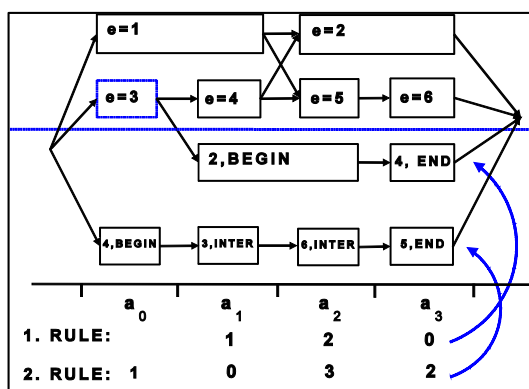 e=1 e=2
e=3 e=4 e=5 e=6
2,BEGIN 4, END
4,BEGIN 3,INTER 6,INTER 5,END
a0 a1 a2 a3
1. RULE: 1 2 0
2. RULE: 1 0 3 2